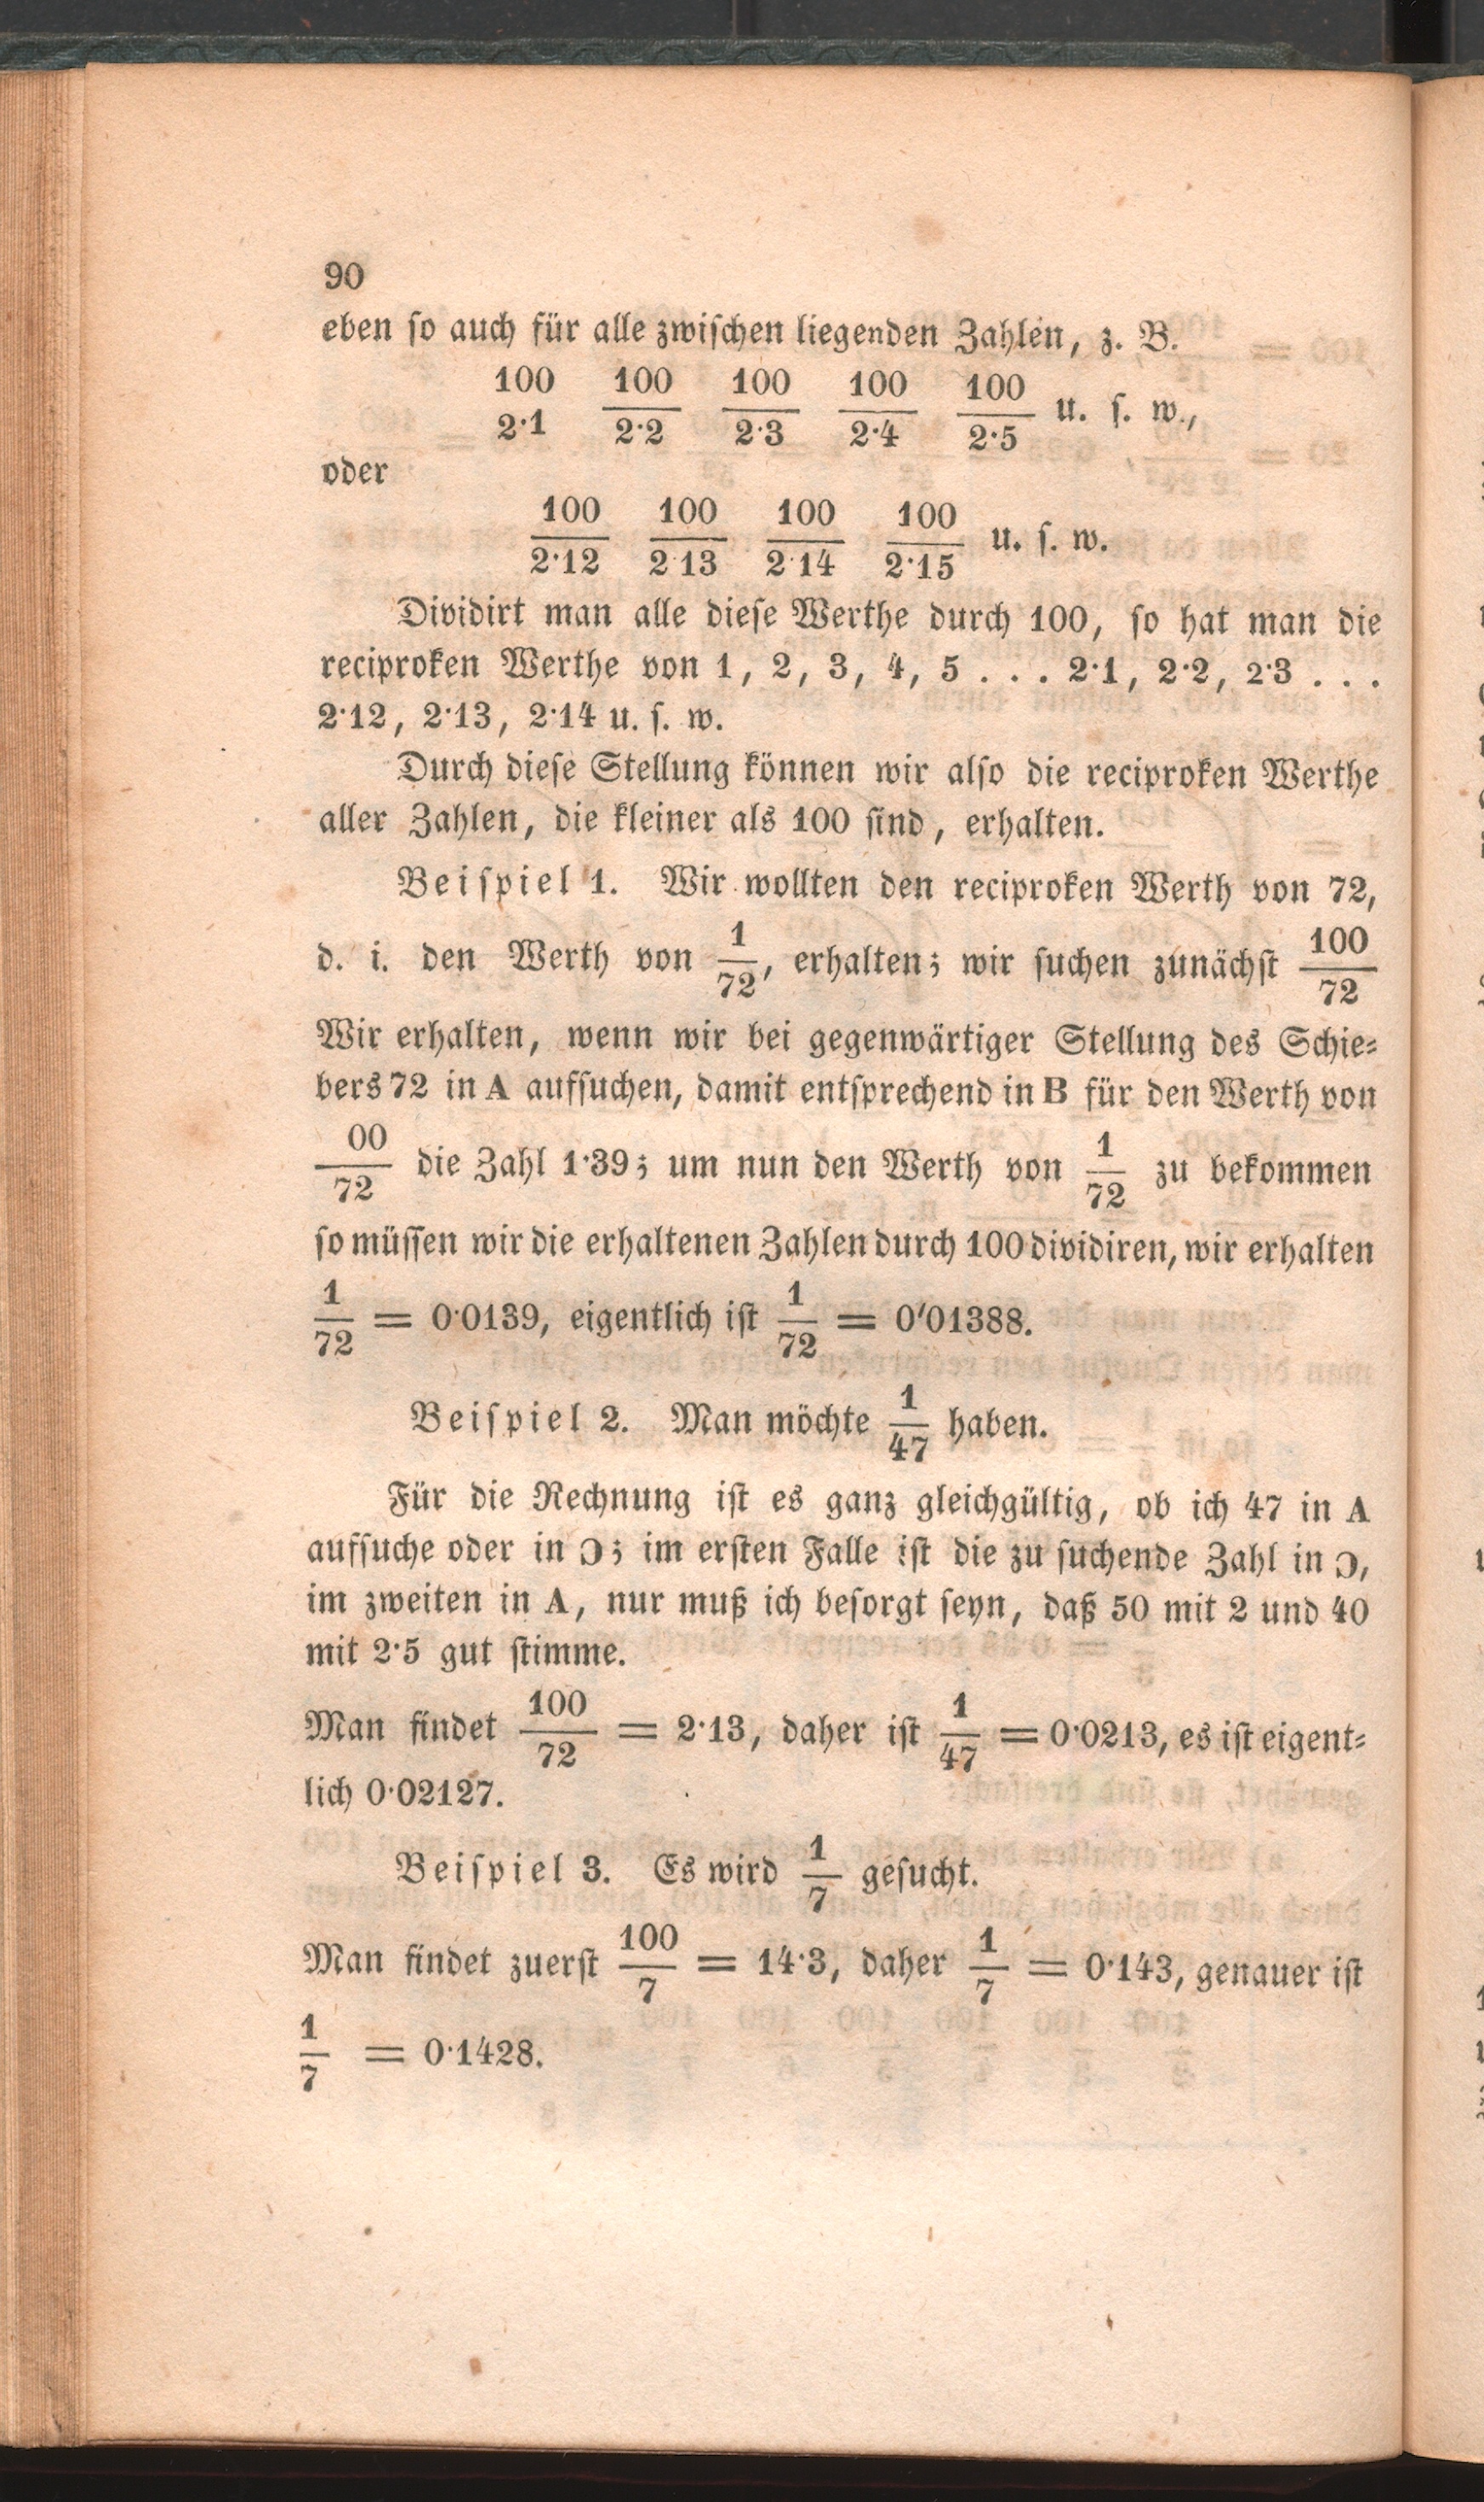 90
eben ſo auch für alle zwiſchen liegenden Zahlen, z. B.
100/2·1 100/2·2 100/2·3 100/2·4 100/2·5 u. ſ. w.,
oder
100/2·12 100/2 13 100/2·14 100/2·15 u. ſ. w.
Dividirt man alle dieſe Werthe durch 100, ſo hat man die
reciproken Werthe von 1, 2, 3, 4, 5 . . . 2·1, 2·2, 2·3 . . .
2·12, 2·13, 2·14 u. ſ. w.
Durch dieſe Stellung können wir alſo die reciproken Werthe
aller Zahlen, die kleiner als 100 ſind, erhalten.
Beiſpiel 1. Wir wollten den reciproken Werth von 72,
d. i. den Werth von 1/72, erhalten; wir ſuchen zunächſt 100/72
Wir erhalten, wenn wir bei gegenwärtiger Stellung des Schie⸗
bers 72 in A aufſuchen, damit entſprechend in B für den Werth von
00/72 die Zahl 1·39; um nun den Werth von 1/72 zu bekommen
ſo müſſen wir die erhaltenen Zahlen durch 100 dividiren, wir erhalten
1/72 = 0·0139, eigentlich iſt 1/72 = 0′01388.
Beiſpiel 2. Man möchte 1/47 haben.
Für die Rechnung iſt es ganz gleichgültig, ob ich 47 in A
aufſuche oder in Ɔ; im erſten Falle iſt die zu ſuchende Zahl in Ɔ,
im zweiten in A, nur muß ich beſorgt ſeyn, daß 50 mit 2 und 40
mit 2·5 gut ſtimme.
Man findet 100/72 = 2·13, daher iſt 1/47 = 0·0213, es iſt eigent⸗
lich 0·02127.
Beiſpiel 3. Es wird 1/7 geſucht.
Man findet zuerſt 100/7 = 14·3, daher 1/7 = 0·143, genauer iſt
1/7 = 0·1428.